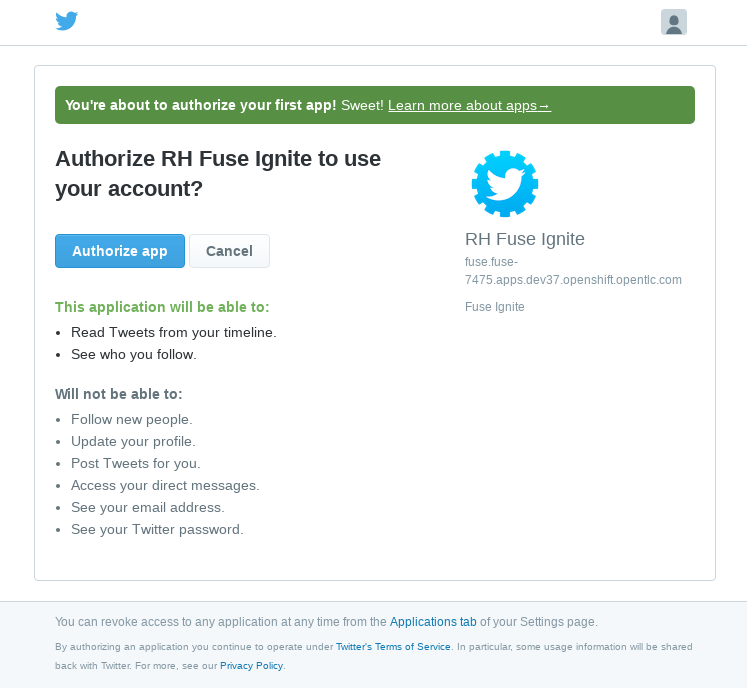 You're about to authorize your first app! Sweet! Learn more about apps→
Authorize RH Fuse Ignite to use
your account?
Authorize app
Cancel
This application will be able to:
• Read Tweets from your timeline.
• See who you follow.
Will not be able to:
• Follow new people.
• Update your profile.
• Post Tweets for you.
• Access your direct messages.
• See your email address.
• See your Twitter password.
RH Fuse Ignite
fuse.fuse-
7475.apps.dev37.openshift.opentlc.com
Fuse Ignite
You can revoke access to any application at any time from the Applications tab of your Settings page.
By authorizing an application you continue to operate under Twitter's Terms of Service. In particular, some usage information will be shared
back with Twitter. For more, see our Privacy Policy.